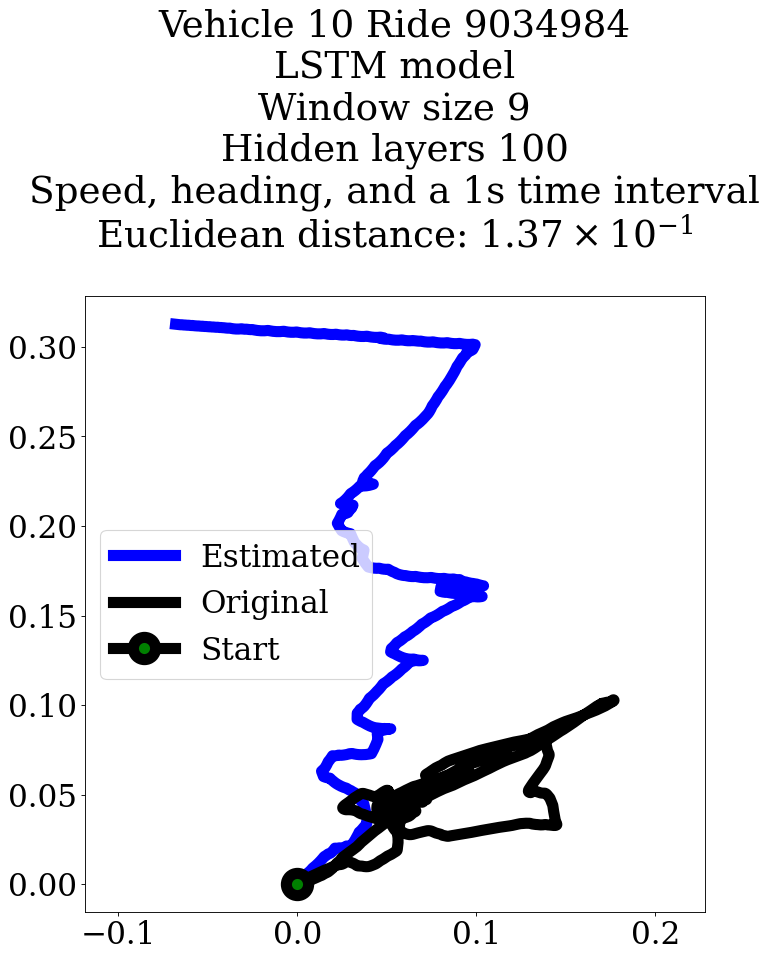 Vehicle 10 Ride 9034984
LSTM model
Window size 9
Hidden layers 100
Speed, heading, and a 1s time interval
Euclidean distance: 1.37 × 10⁻¹
0.30
0.25
0.20
0.15
0.10
0.05
0.00
Estimated
Original
Start
−0.1 0.0 0.1 0.2